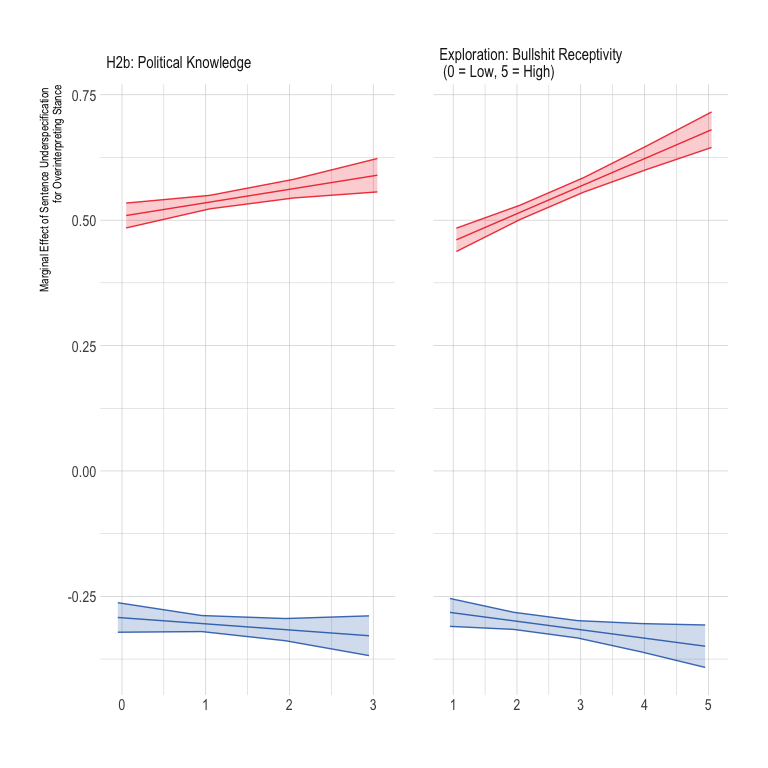 H2b: Political Knowledge
Exploration: Bullshit Receptivity
(0 = Low, 5 = High)
Marginal Effect of Sentence Underspecification
for Overinterpreting Stance
0.75
0.50
0.25
0.00
-0.25
0 1 2 3
1 2 3 4 5